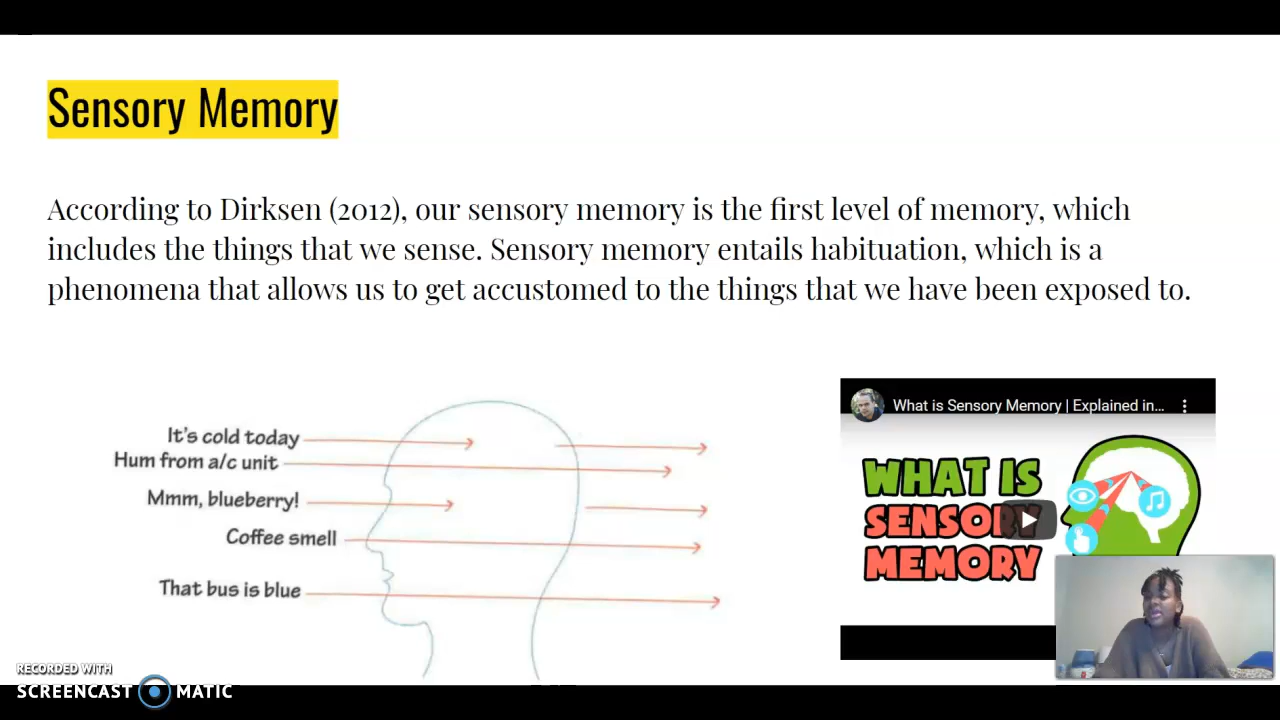 Sensory Memory
According to Dirksen (2012), our sensory memory is the first level of memory, which
includes the things that we sense. Sensory memory entails habituation, which is a
phenomena that allows us to get accustomed to the things that we have been exposed to.
It's cold today
Hum from a/c unit
Mmm, blueberry!
Coffee smell
That bus is blue
What is Sensory Memory | Explained in...
WHAT IS
SENSORY
MEMORY
RECORDED WITH
SCREENCAST MATIC